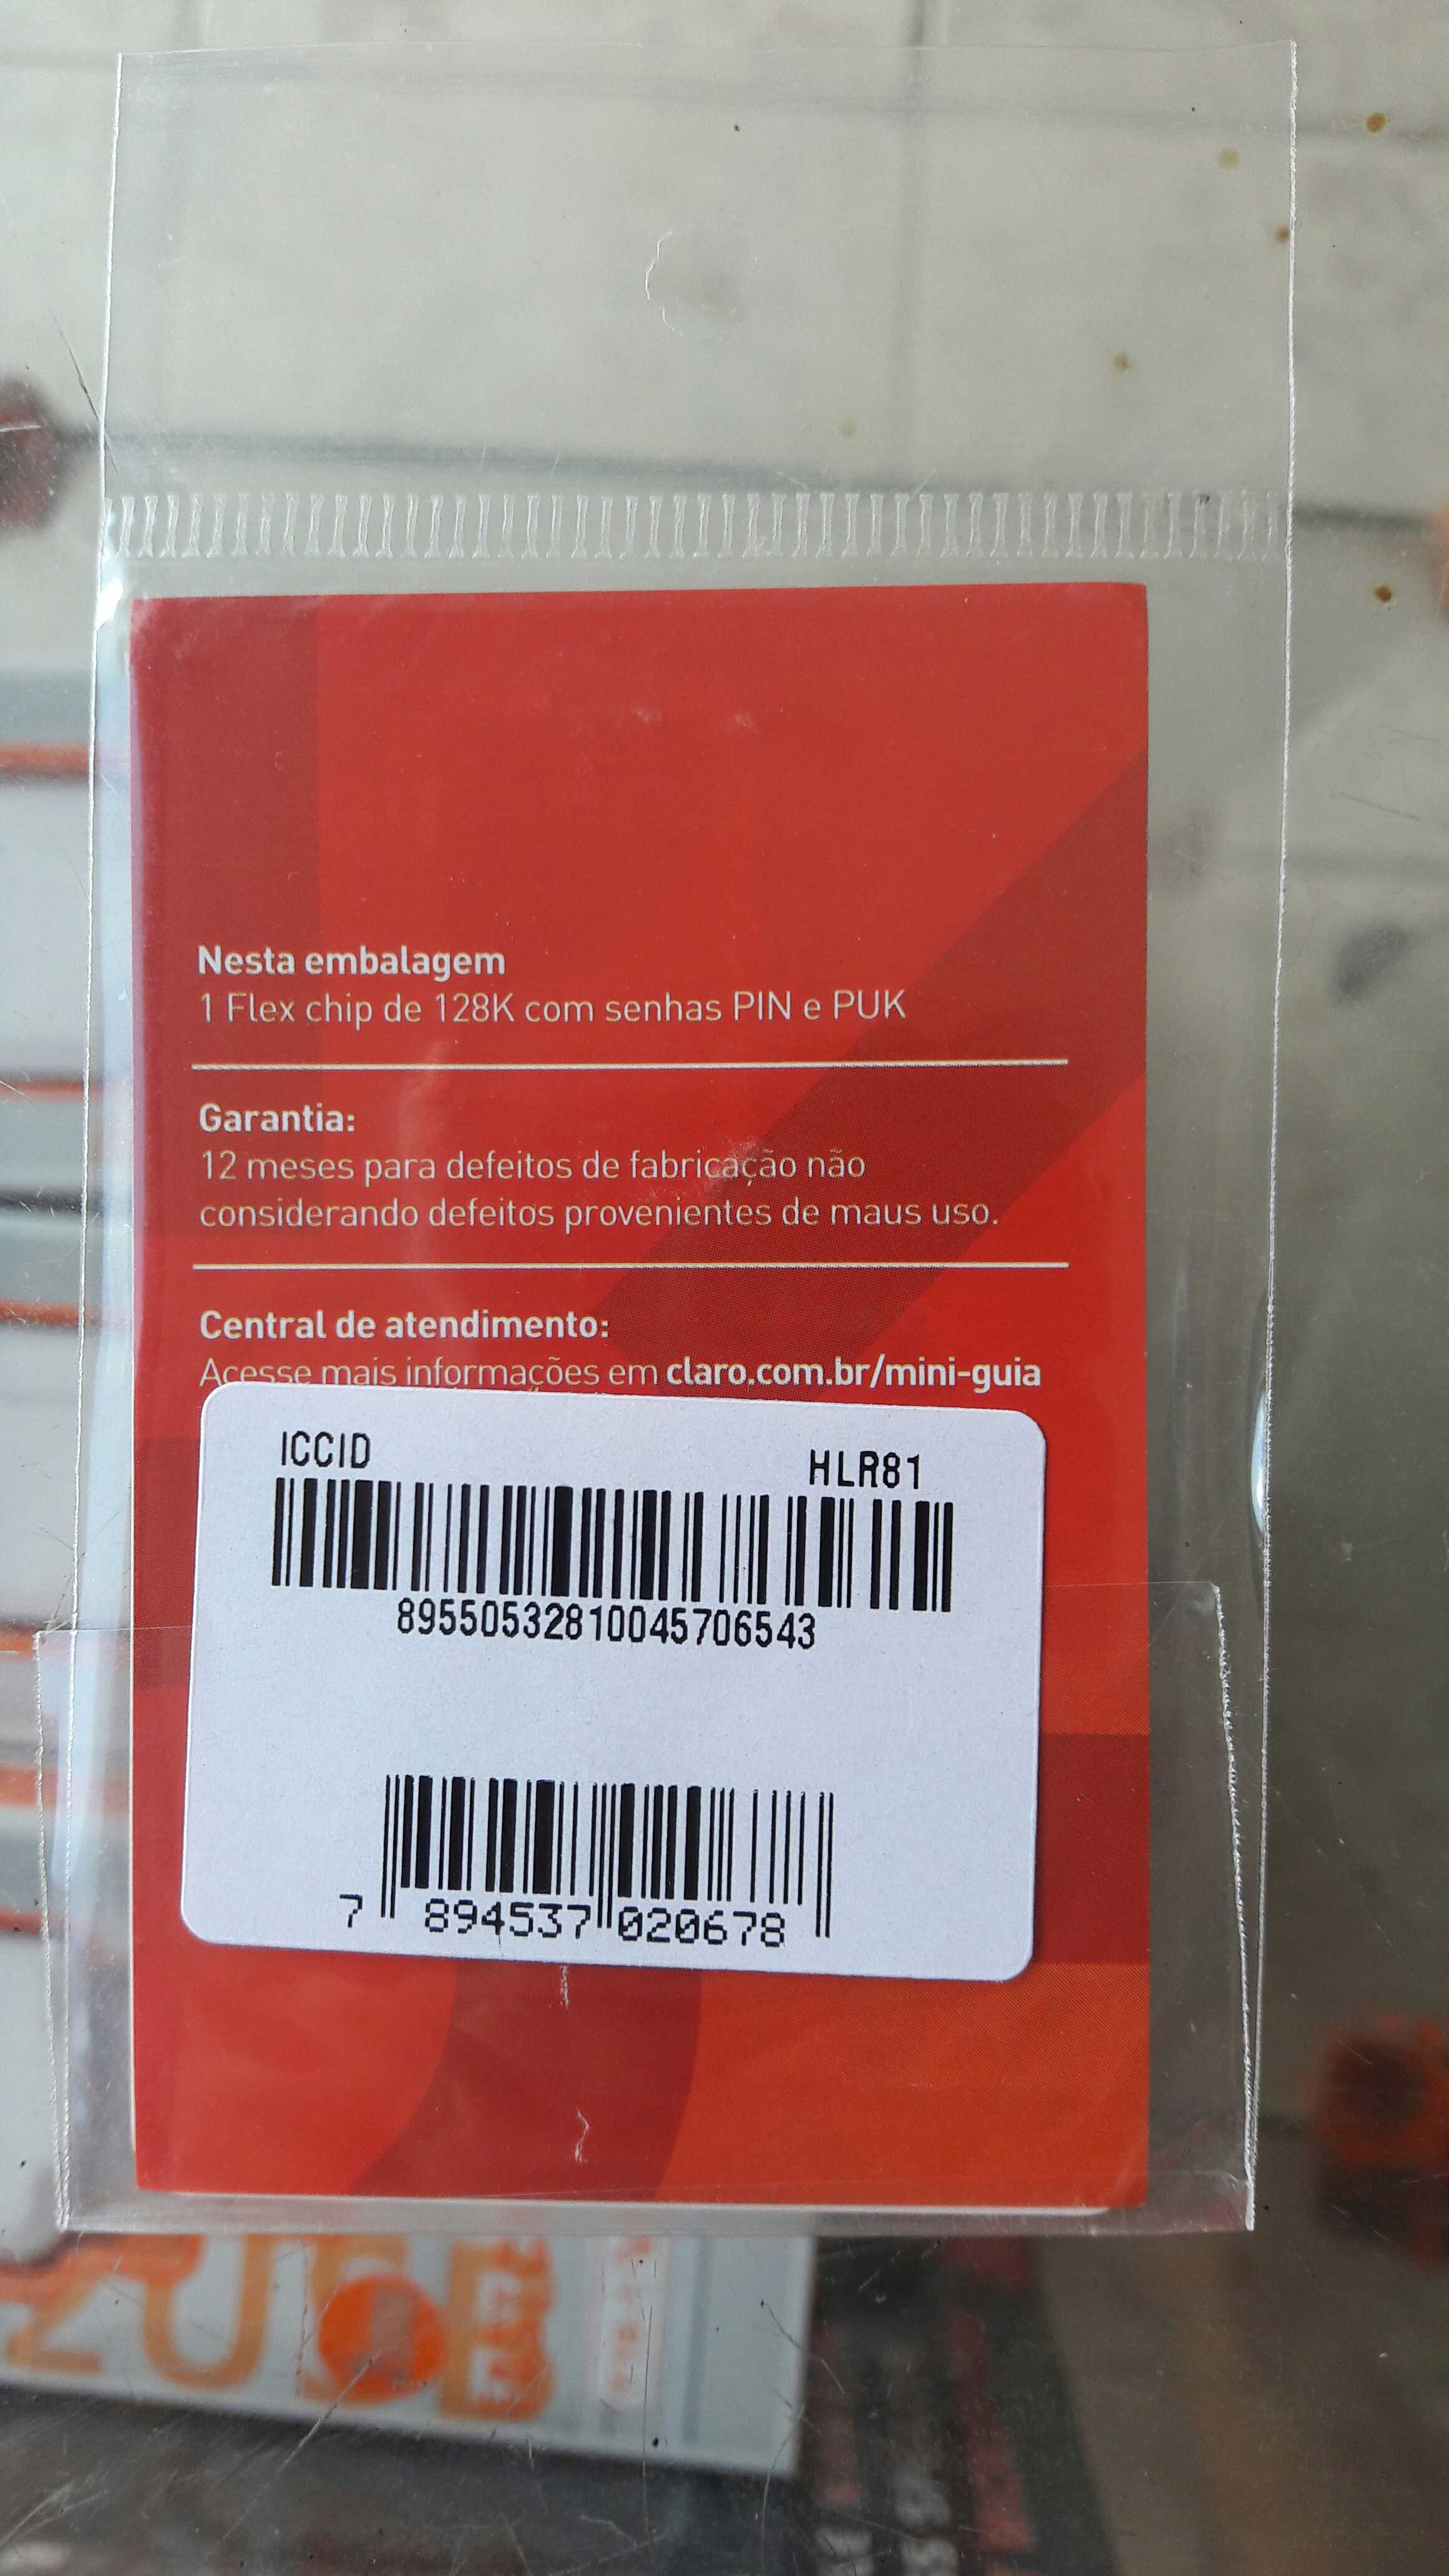 Nesta embalagem
1 Flex chip de 128K com senhas PIN e PUK
Garantia:
12 meses para defeitos de fabricação não
considerando defeitos provenientes de maus uso.
Central de atendimento:
Acesse mais informações em claro.com.br/mini-guia
ICCID HLR81
89550532810045706543
7 894537 020678